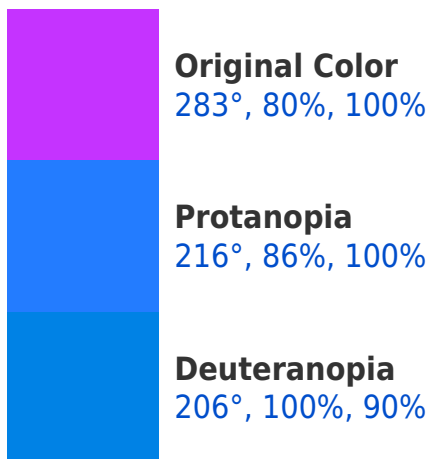 Original Color
283°, 80%, 100%
Protanopia
216°, 86%, 100%
Deuteranopia
206°, 100%, 90%